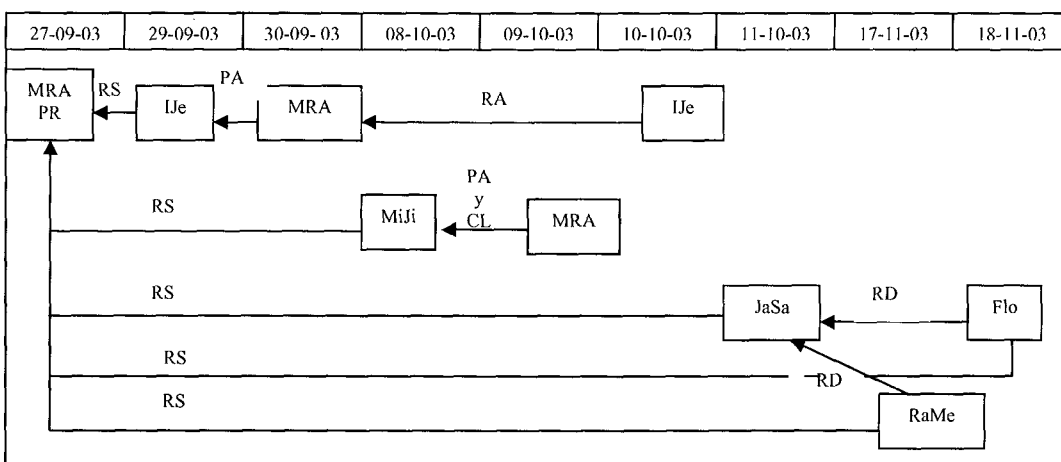 27-09-03 29-09-03 30-09-03 08-10-03 09-10-03 10-10-03 11-10-03 17-11-03 18-11-03
MRA
PR
RS
IJe
PA
MRA
RA
IJe
RS
MiJi
PA
y
CL
MRA
RS
JaSa
RD
Flo
RS
RD
RS
RaMe